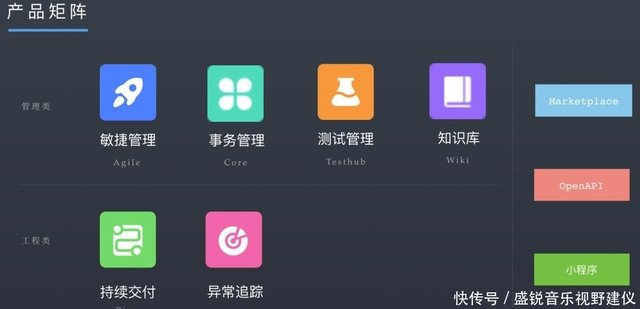 产品矩阵
管理类
敏捷管理
Agile
事务管理
Core
测试管理
Testhub
知识库
Wiki
Marketplace
OpenAPI
工程类
持续交付
异常追踪
小程序
快传号 / 盛锐音乐视野建仪